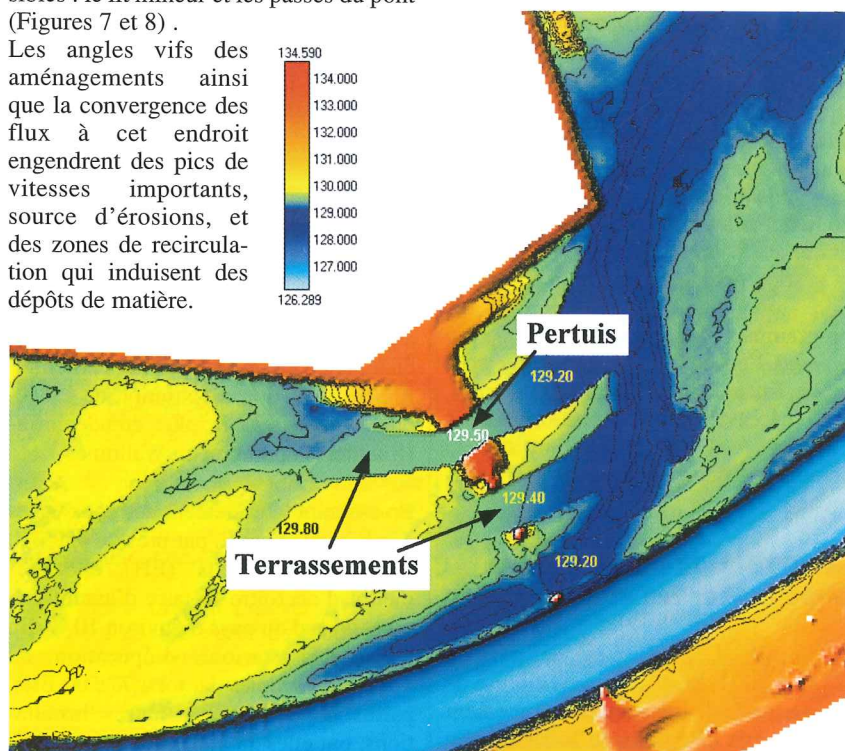 (Figures 7 et 8) .
Les angles vifs des
aménagements ainsi
que la convergence des
flux à cet endroit
engendrent des pics de
vitesses importants,
source d'érosions, et
des zones de recircula-
tion qui induisent des
dépôts de matière.
134.590
134.000
133.000
132.000
131.000
130.000
129.000
128.000
127.000
126.289
Pertuis
129.20
129.50
129.40
129.80
Terrassements
129.20